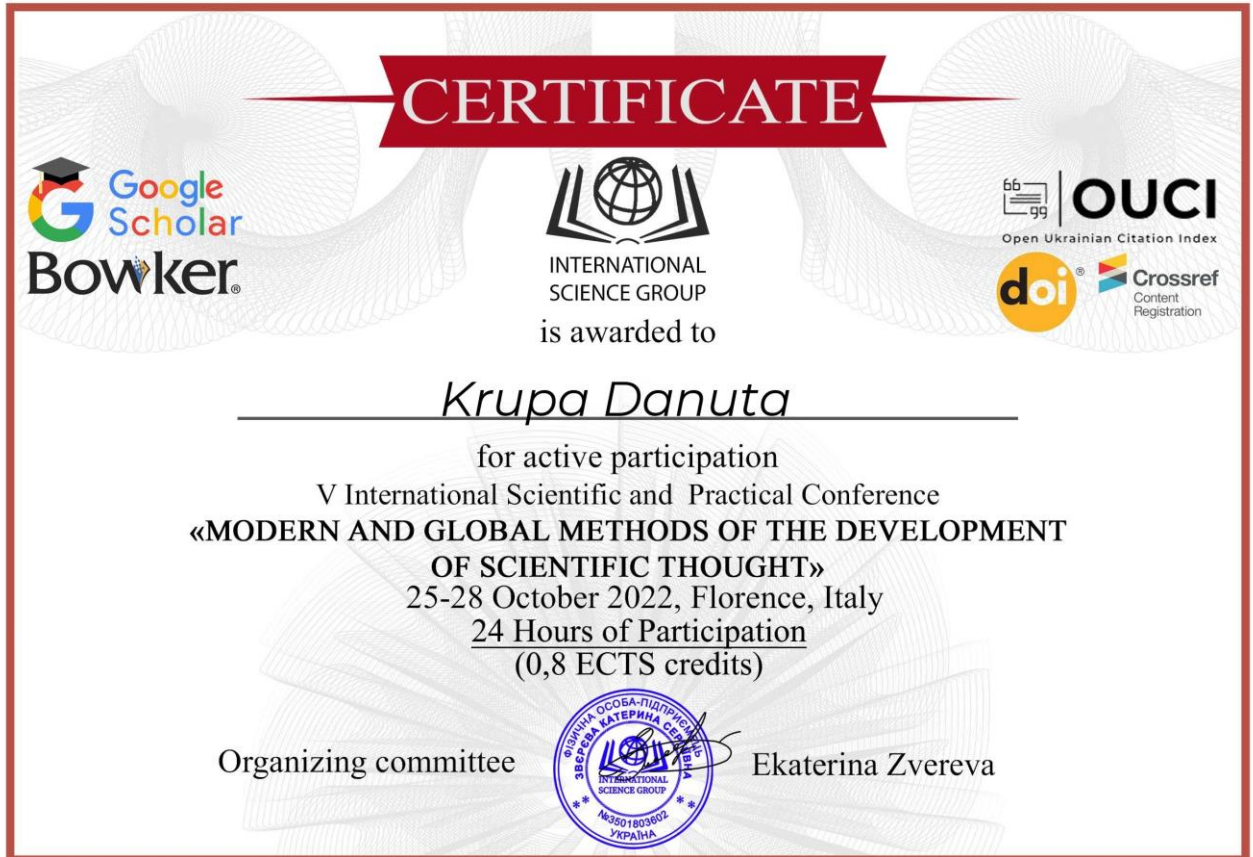 CERTIFICATE
Google
Scholar
Bowker®
INTERNATIONAL
SCIENCE GROUP
OUCI
Open Ukrainian Citation Index
doi®
Crossref
Content
Registration
is awarded to
Krupa Danuta
for active participation
V International Scientific and Practical Conference
«MODERN AND GLOBAL METHODS OF THE DEVELOPMENT
OF SCIENTIFIC THOUGHT»
25-28 October 2022, Florence, Italy
24 Hours of Participation
(0,8 ECTS credits)
Organizing committee
ФІЗИЧНА ОСОБА-ПІДПРИЄМЕЦЬ
ЗВЄРЄВА КАТЕРИНА СЕРГІЇВНА
INTERNATIONAL
SCIENCE GROUP
№3501803602
УКРАЇНА
Ekaterina Zvereva